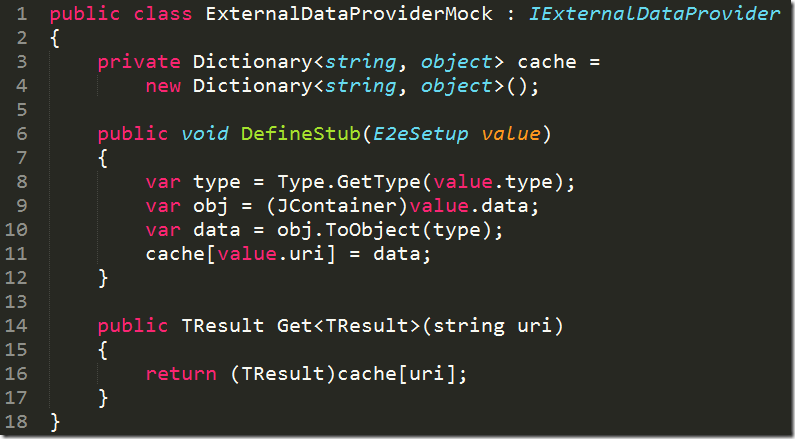 1 public class ExternalDataProviderMock : IExternalDataProvider
2 {
3     private Dictionary<string, object> cache =
4         new Dictionary<string, object>();
5
6     public void DefineStub(E2eSetup value)
7     {
8         var type = Type.GetType(value.type);
9         var obj = (JContainer)value.data;
10         var data = obj.ToObject(type);
11         cache[value.uri] = data;
12     }
13
14     public TResult Get<TResult>(string uri)
15     {
16         return (TResult)cache[uri];
17     }
18 }